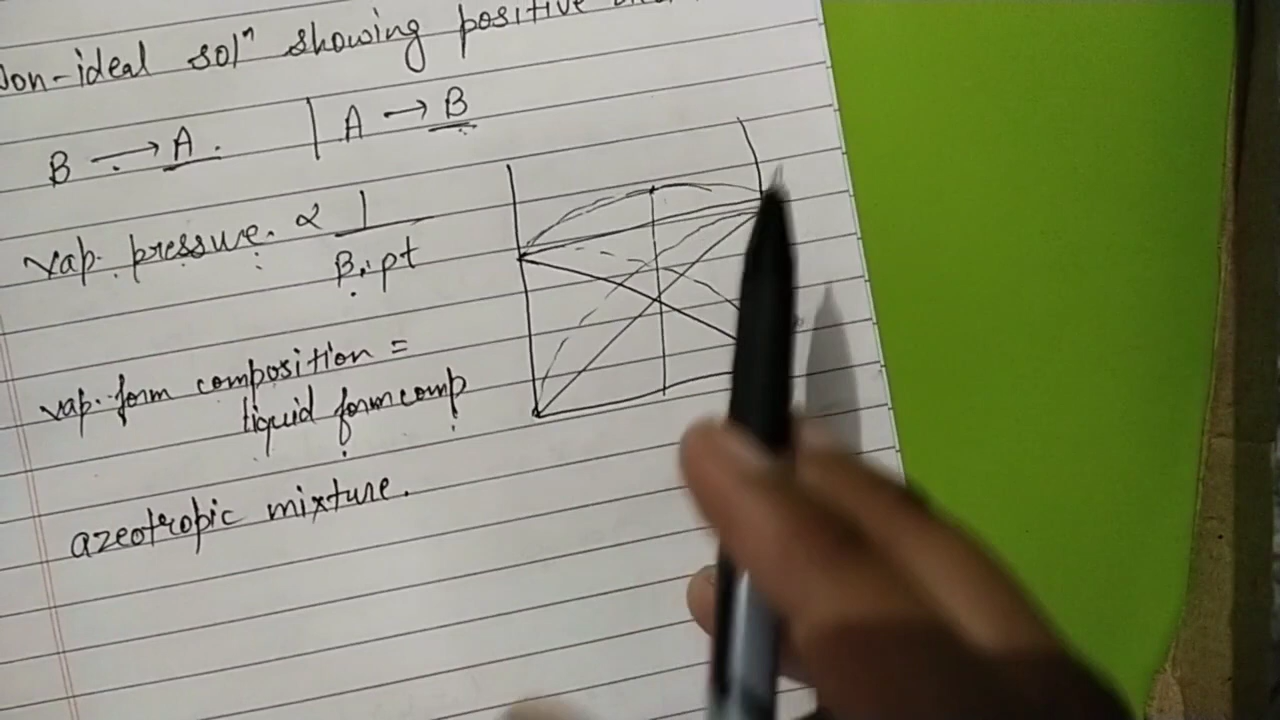 Non-ideal solⁿ showing positive
B → A. | A → B
vap. pressure. ∝ 1
B. pt
vap. form composition =
liquid form comp
azeotropic mixture.